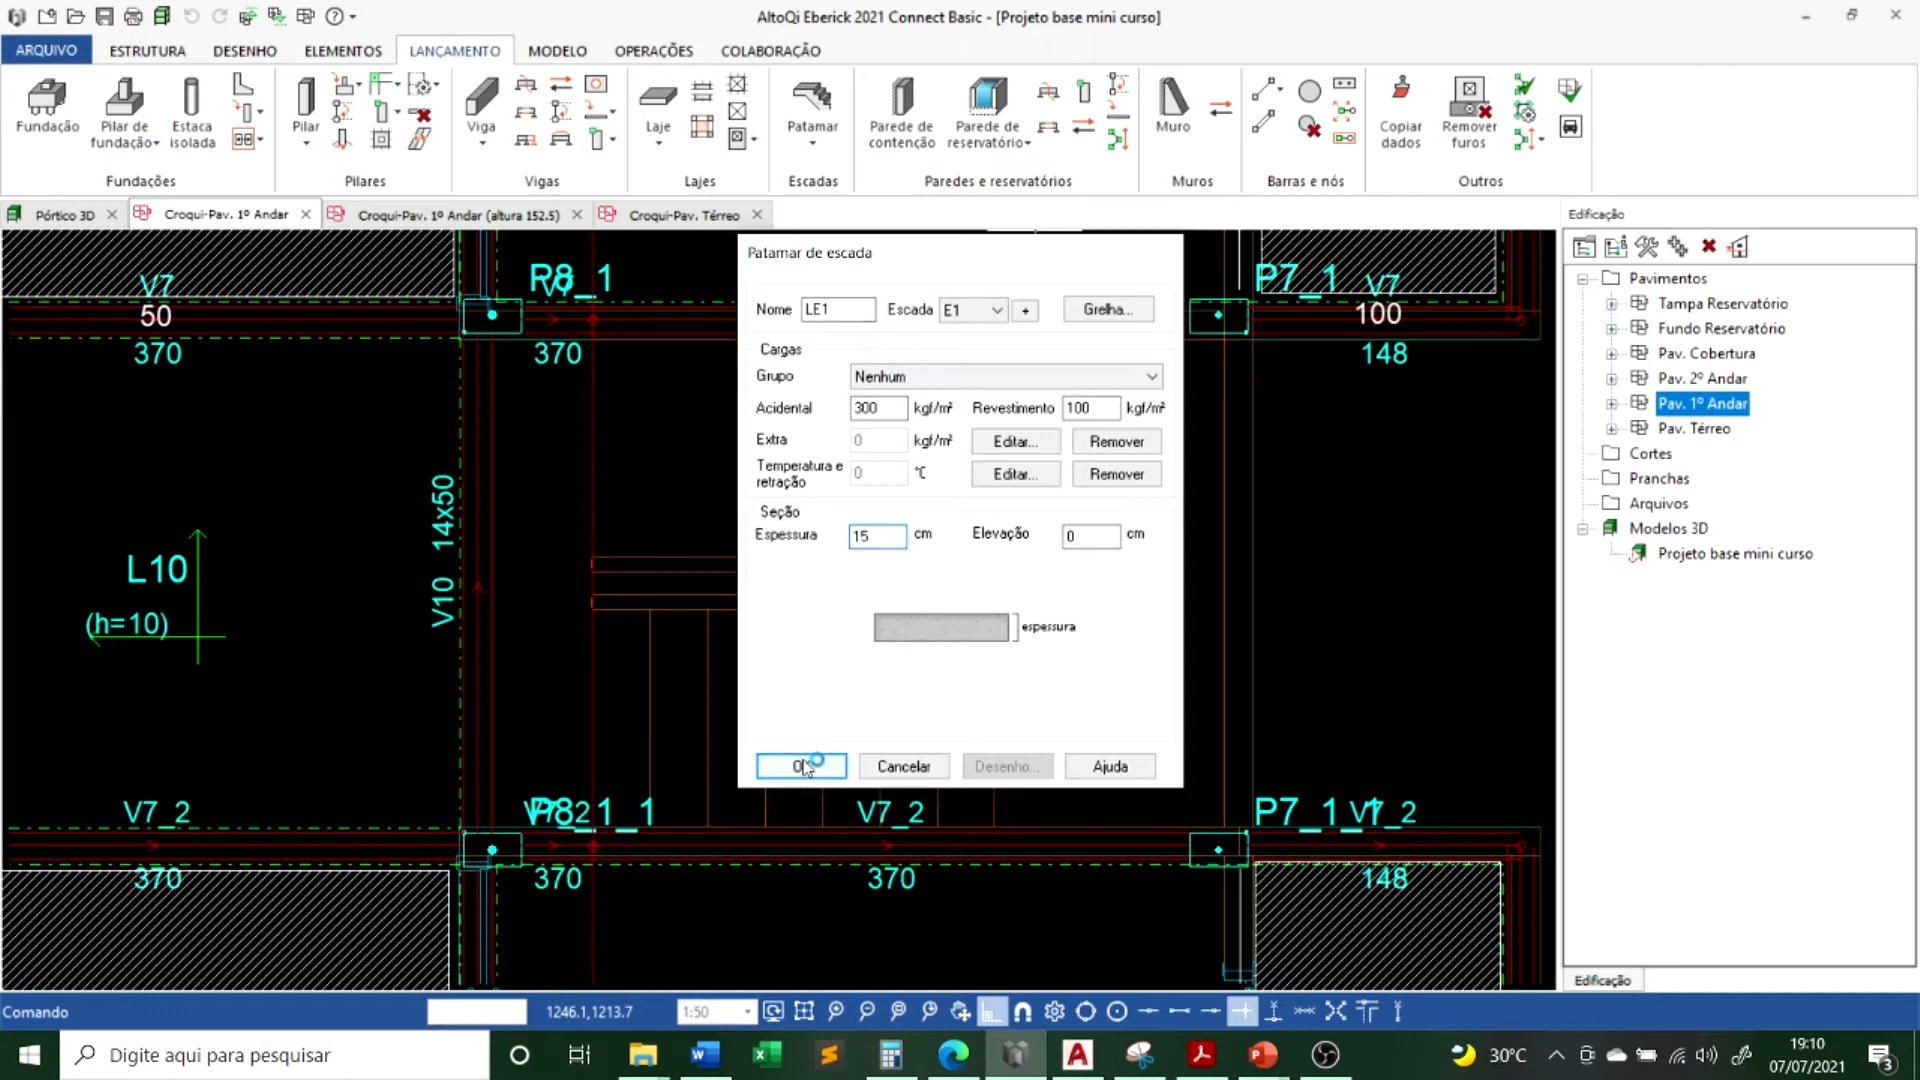 AltoQi Eberick 2021 Connect Basic - [Projeto base mini curso]
ARQUIVO ESTRUTURA DESENHO ELEMENTOS LANÇAMENTO MODELO OPERAÇÕES COLABORAÇÃO
Fundação Pilar de fundação Estaca isolada Pilar Viga Laje Patamar Parede de contenção Parede de reservatório Muro Copiar dados Remover furos
Fundações Pilares Vigas Lajes Escadas Paredes e reservatórios Muros Barras e nós Outros
Pórtico 3D Croqui-Pav. 1º Andar Croqui-Pav. 1º Andar (altura 152.5) Croqui-Pav. Térreo
Edificação
Pavimentos
Tampa Reservatório
Fundo Reservatório
Pav. Cobertura
Pav. 2º Andar
Pav. 1º Andar
Pav. Térreo
Cortes
Pranchas
Arquivos
Modelos 3D
Projeto base mini curso
Edificação
Patamar de escada
Nome LE1 Escada E1 + Grelha...
Cargas
Grupo Nenhum
Acidental 300 kgf/m² Revestimento 100 kgf/m²
Extra 0 kgf/m² Editar... Remover
Temperatura e retração 0 °C Editar... Remover
Seção
Espessura 15 cm Elevação 0 cm
espessura
Cancelar Desenho... Ajuda
V7 P8_1 P7_1 V7
50 100
370 370 148
V10 14x50
L10
(h=10)
V7_2 V7_2 P7_1_1 V7_2
370 370 370 148
Comando 1246.1,1213.7 1:50
Digite aqui para pesquisar
30°C
19:10
07/07/2021
3